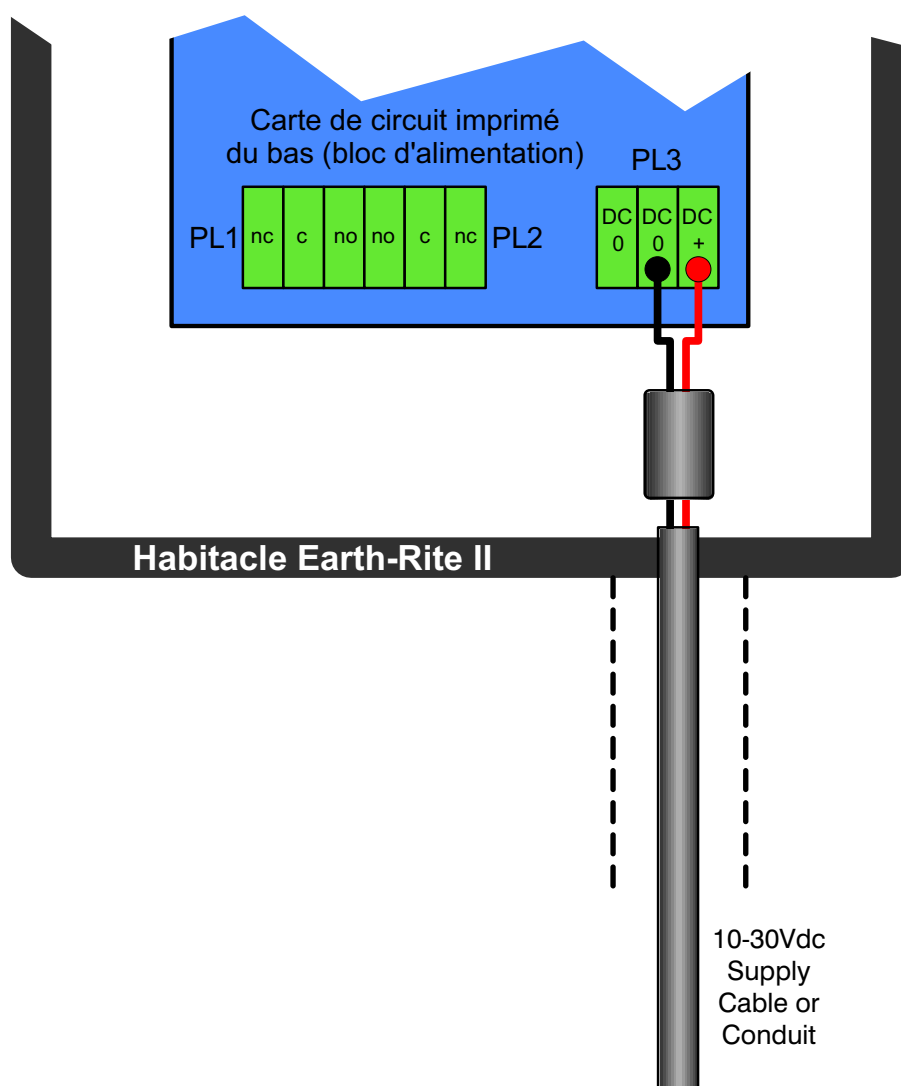 Carte de circuit imprimé
du bas (bloc d'alimentation)
PL3
PL1 nc c no no c nc PL2
DC DC DC
0 0 +
Habitacle Earth-Rite II
10-30Vdc
Supply
Cable or
Conduit